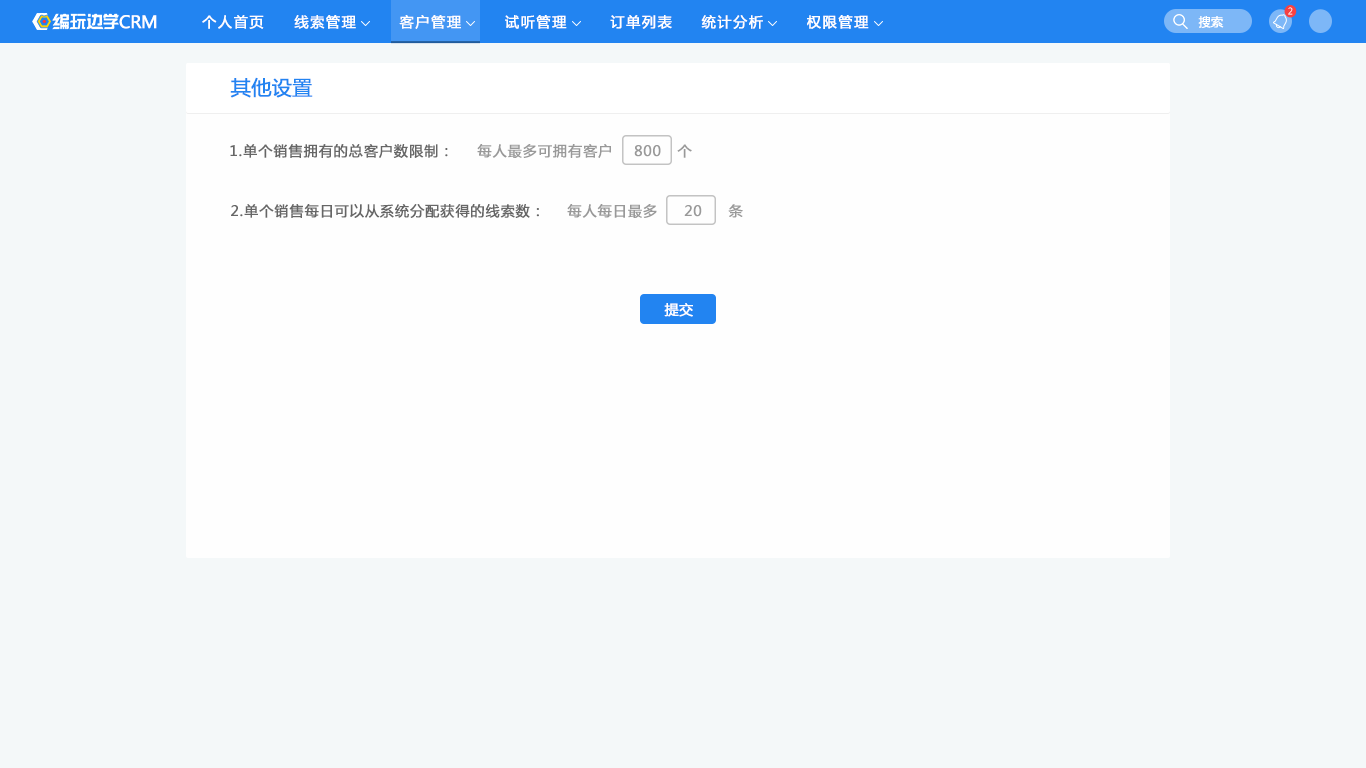 编玩边学CRM 个人首页 线索管理 客户管理 试听管理 订单列表 统计分析 权限管理 搜索 2
其他设置
1.单个销售拥有的总客户数限制： 每人最多可拥有客户 800 个
2.单个销售每日可以从系统分配获得的线索数： 每人每日最多 20 条
提交